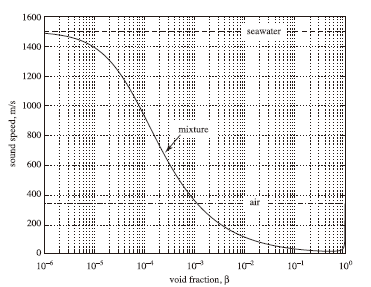 1600
seawater
1400
1200
1000
mixture
800
600
400
air
200
0
10⁻⁶ 10⁻⁵ 10⁻⁴ 10⁻³ 10⁻² 10⁻¹ 10⁰
void fraction, β
sound speed, m/s